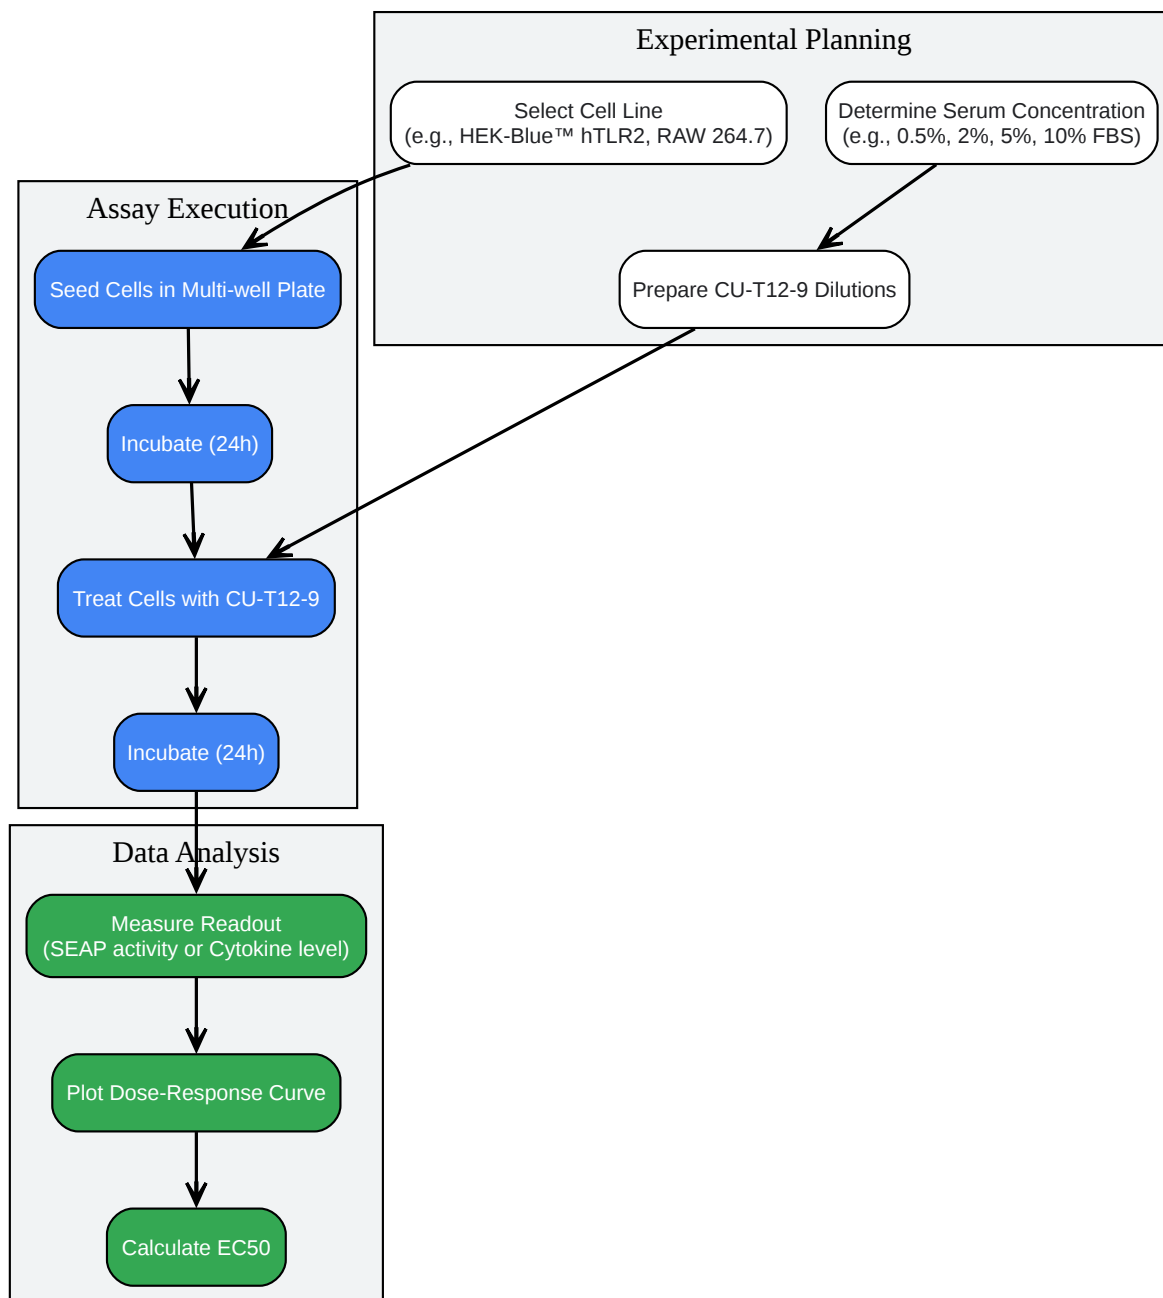 Experimental Planning
Select Cell Line
(e.g., HEK-Blue™ hTLR2, RAW 264.7)
Determine Serum Concentration
(e.g., 0.5%, 2%, 5%, 10% FBS)
Prepare CU-T12-9 Dilutions
Assay Execution
Seed Cells in Multi-well Plate
Incubate (24h)
Treat Cells with CU-T12-9
Incubate (24h)
Data Analysis
Measure Readout
(SEAP activity or Cytokine level)
Plot Dose-Response Curve
Calculate EC50